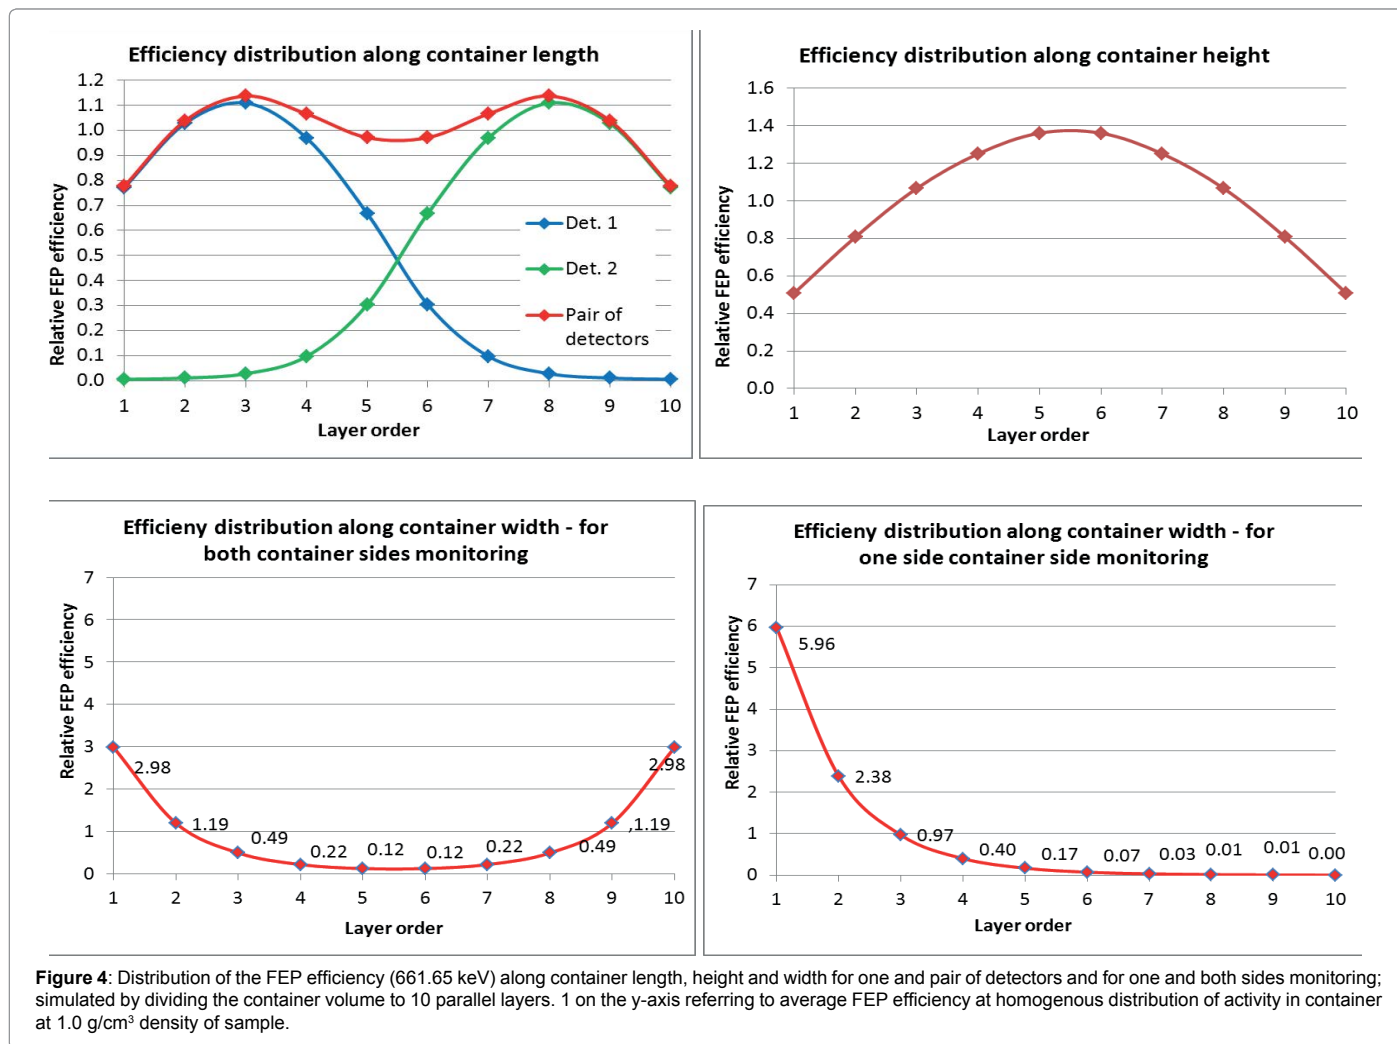 Efficiency distribution along container length
Relative FEP efficiency
1.2
1.1
1.0
0.9
0.8
0.7
0.6
0.5
0.4
0.3
0.2
0.1
0.0
Det. 1
Det. 2
Pair of
detectors
1 2 3 4 5 6 7 8 9 10
Layer order
Efficiency distribution along container height
Relative FEP efficiency
1.6
1.4
1.2
1.0
0.8
0.6
0.4
0.2
0.0
1 2 3 4 5 6 7 8 9 10
Layer order
Efficieny distribution along container width - for
both container sides monitoring
Relative FEP efficiency
7
6
5
4
3
2
1
0
2.98
1.19
0.49
0.22
0.12
0.12
0.22
0.49
,1.19
2.98
1 2 3 4 5 6 7 8 9 10
Layer order
Efficieny distribution along container width - for
one side container side monitoring
Relative FEP efficiency
7
6
5
4
3
2
1
0
5.96
2.38
0.97
0.40
0.17
0.07
0.03
0.01
0.01
0.00
1 2 3 4 5 6 7 8 9 10
Layer order
Figure 4: Distribution of the FEP efficiency (661.65 keV) along container length, height and width for one and pair of detectors and for one and both sides monitoring;
simulated by dividing the container volume to 10 parallel layers. 1 on the y-axis referring to average FEP efficiency at homogenous distribution of activity in container
at 1.0 g/cm³ density of sample.